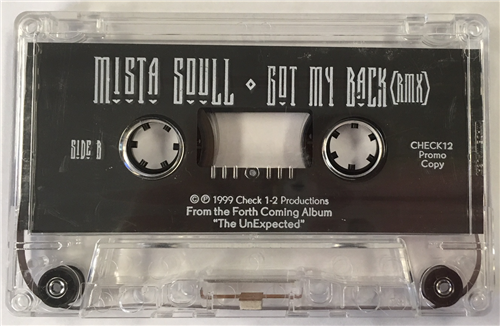 MISTA SOULL • GOT MY BACK (RMX)
SIDE B
CHECK12
Promo
Copy
© ℗ 1999 Check 1-2 Productions
From the Forth Coming Album
"The UnExpected"